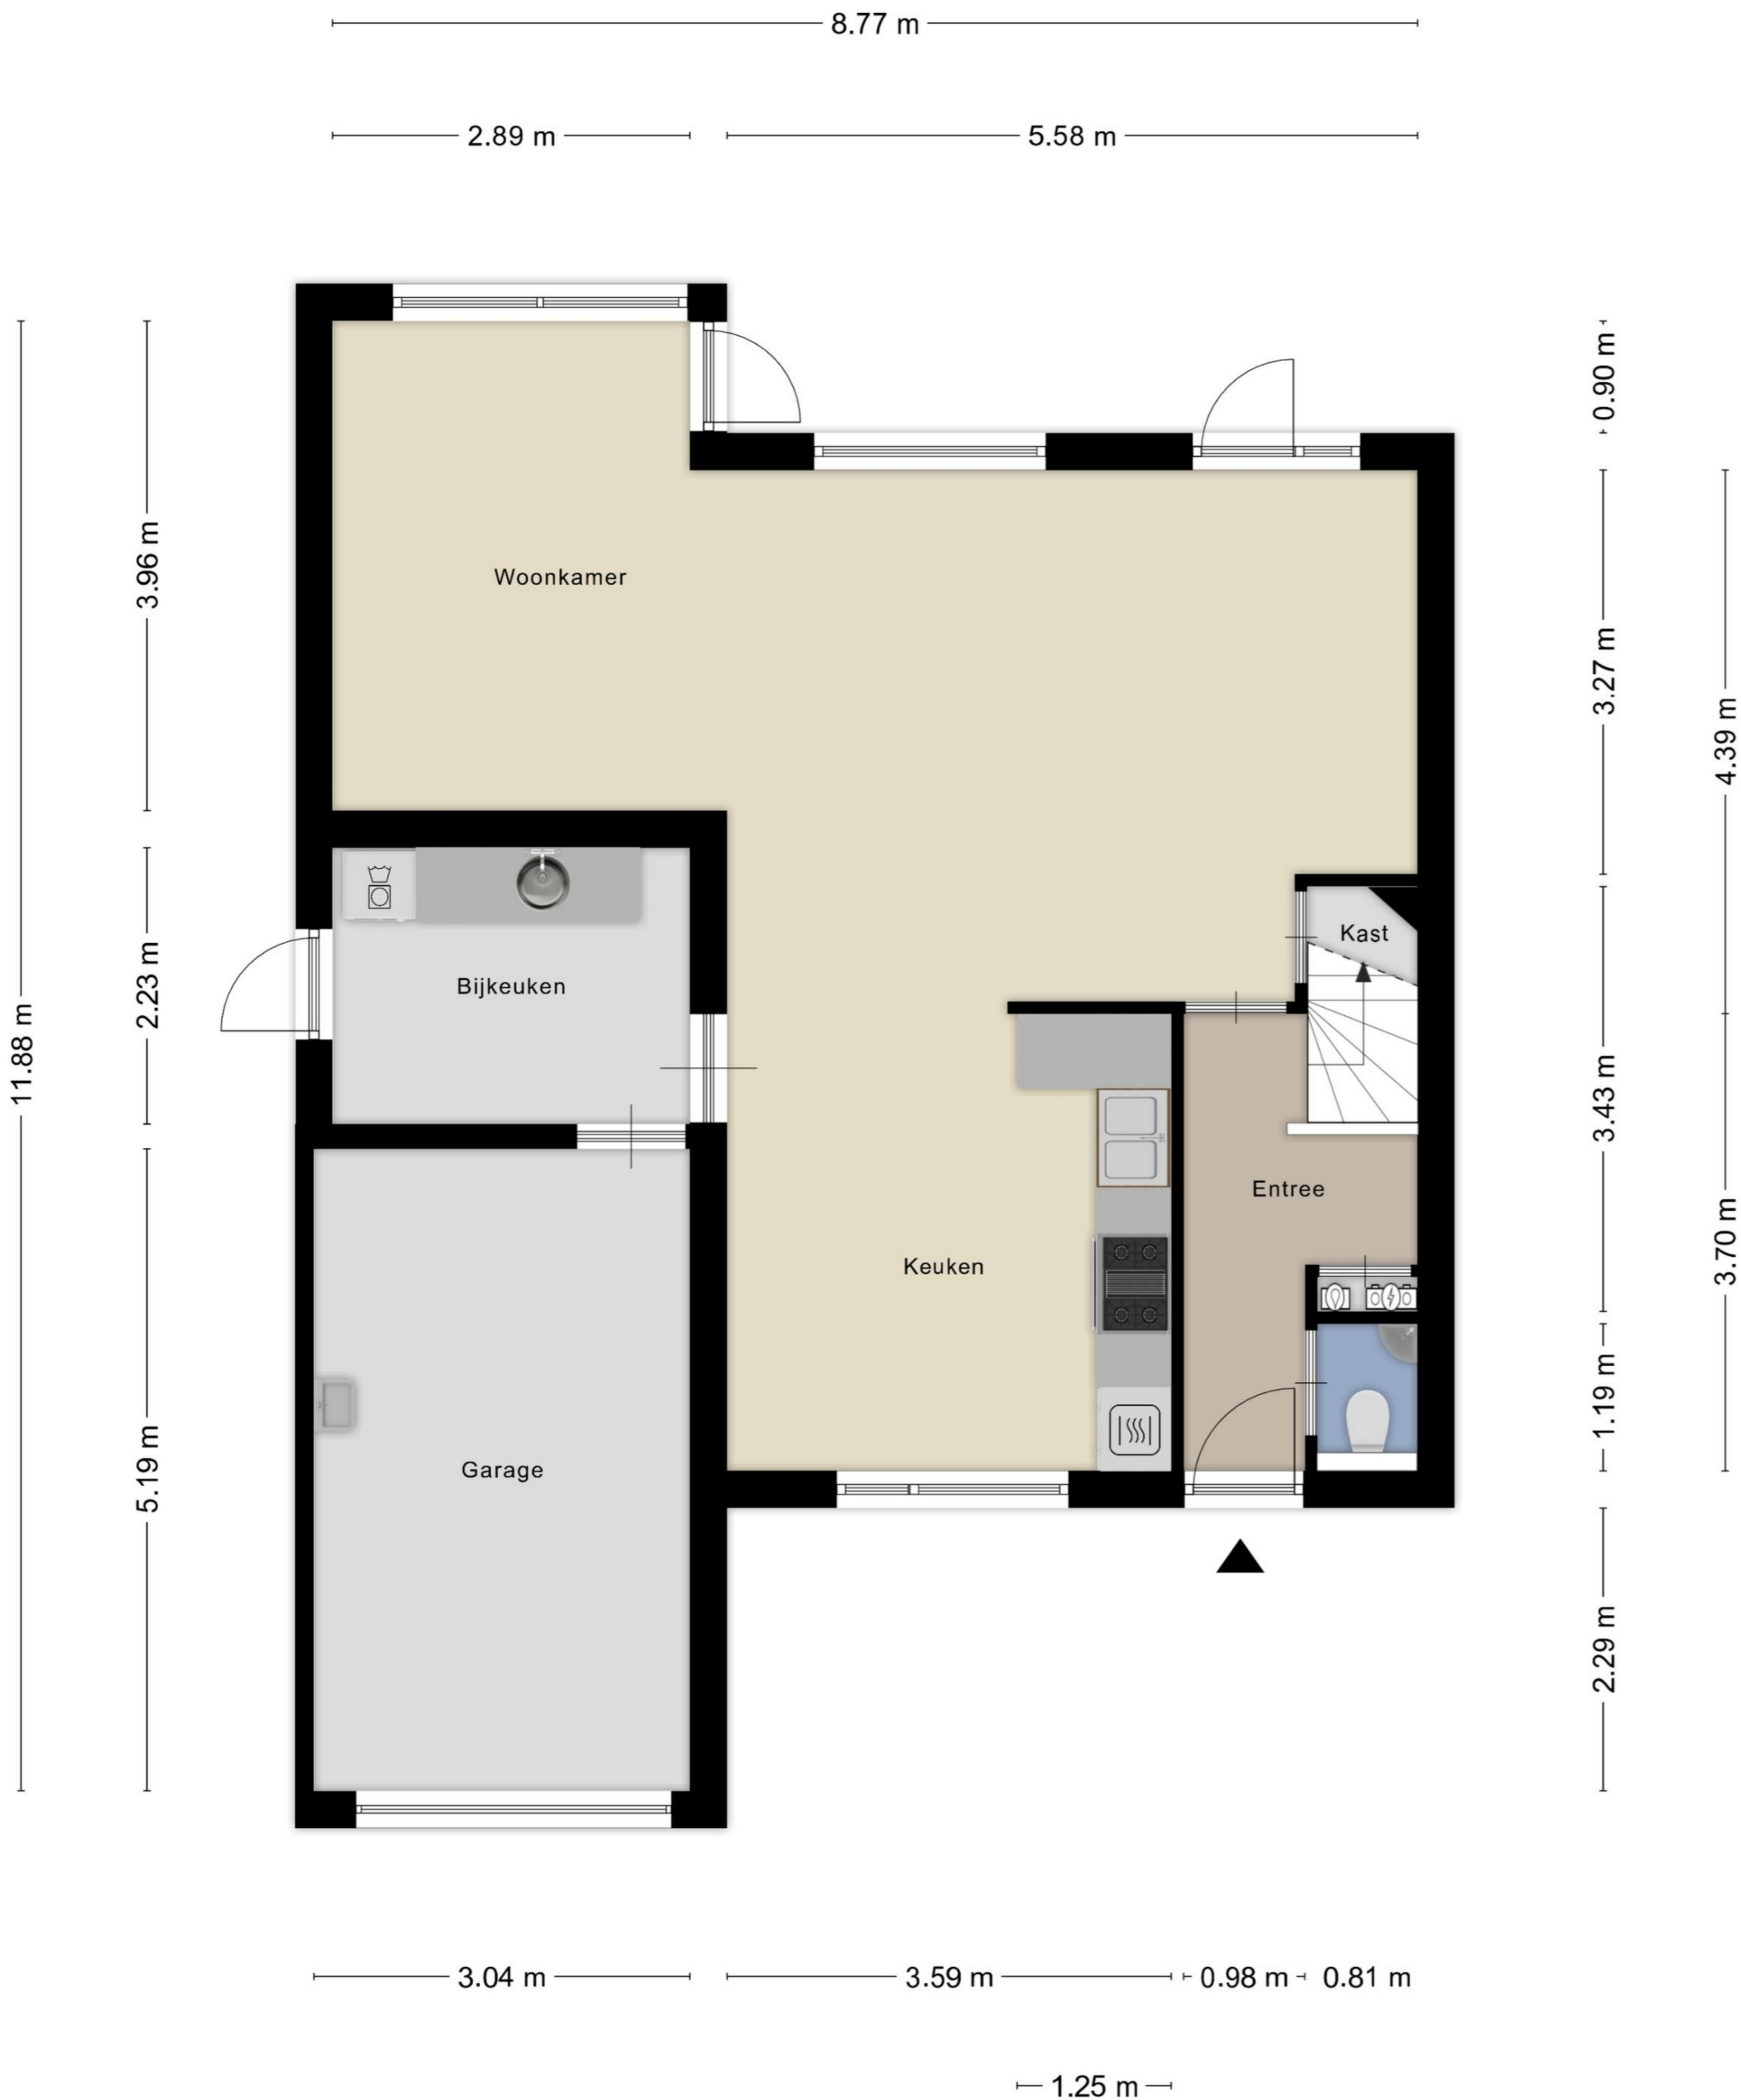 8.77 m
2.89 m
5.58 m
0.90 m
3.96 m
Woonkamer
3.27 m
4.39 m
Kast
2.23 m
Bijkeuken
11.88 m
3.43 m
Entree
Keuken
3.70 m
1.19 m
5.19 m
Garage
2.29 m
3.04 m
3.59 m
0.98 m
0.81 m
1.25 m